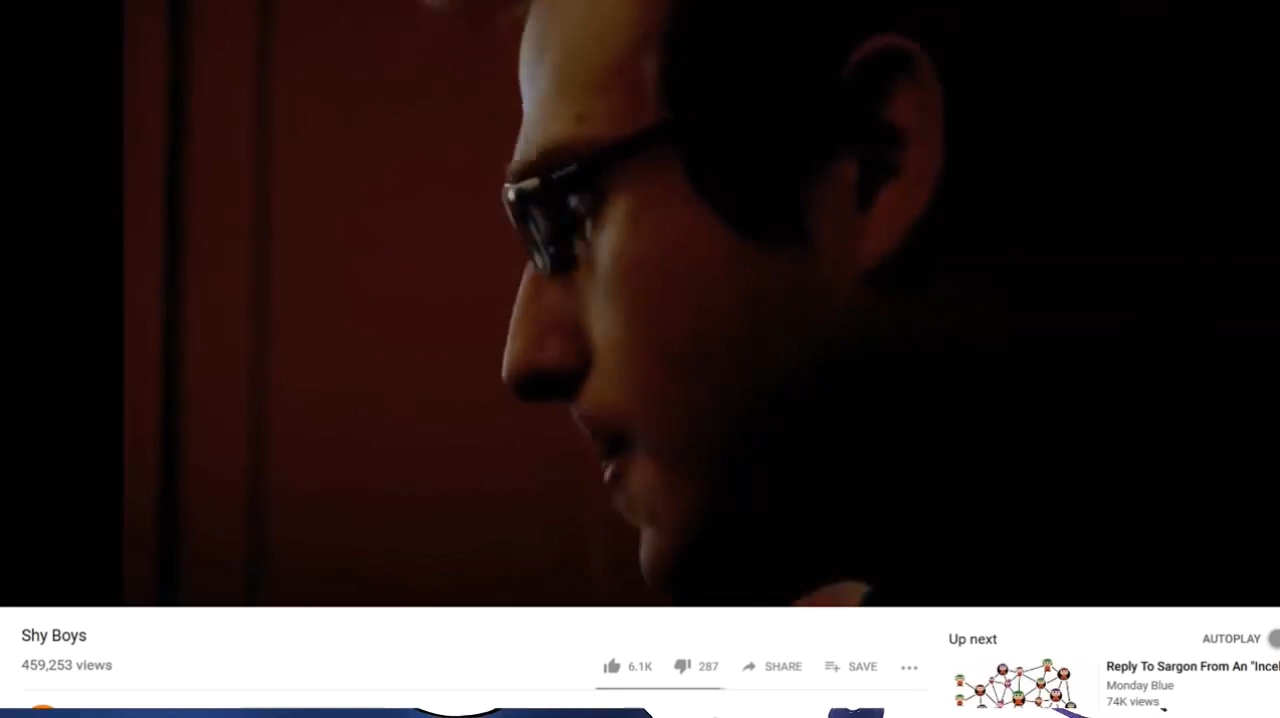 Shy Boys
459,253 views
6.1K 287 SHARE SAVE
Up next AUTOPLAY
Reply To Sargon From An "Incel
Monday Blue
74K views